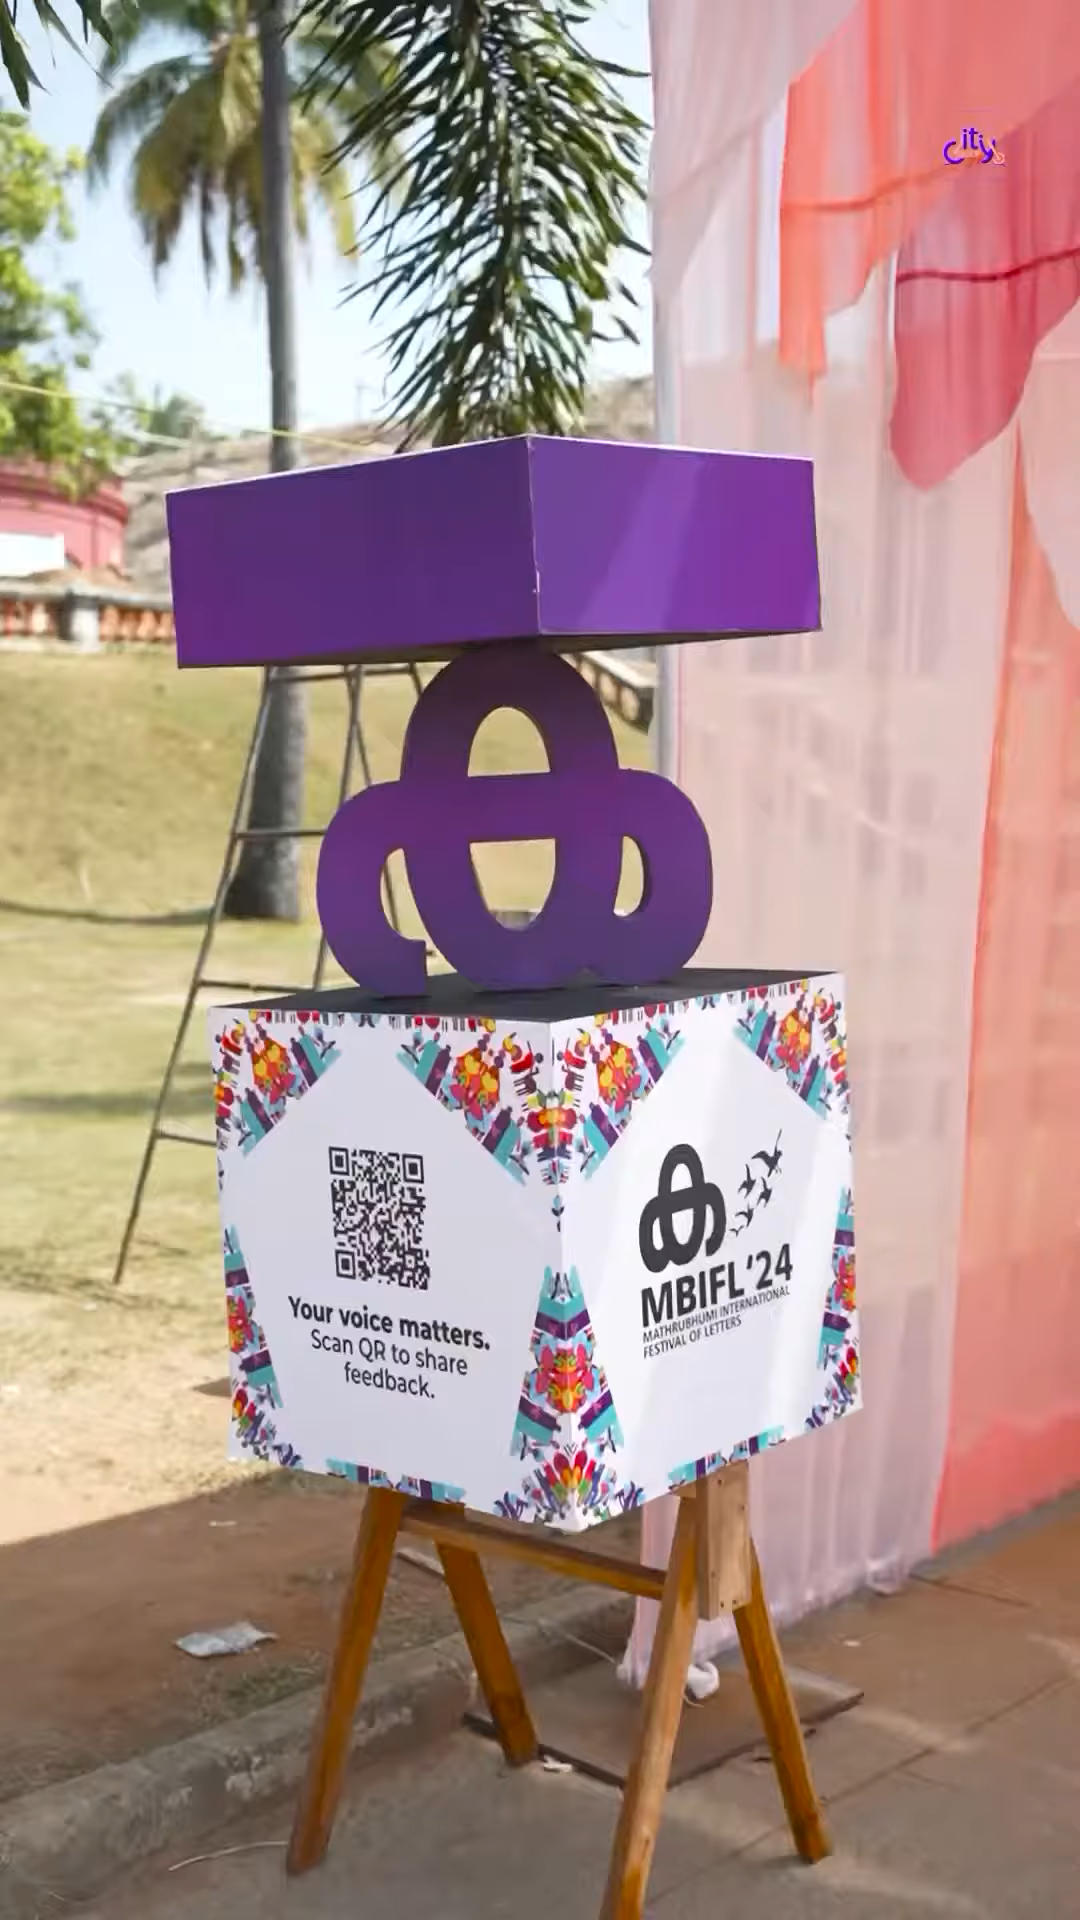 city
ക
Your voice matters.
Scan QR to share
feedback.
ക
MBIFL '24
MATHRUBHUMI INTERNATIONAL
FESTIVAL OF LETTERS